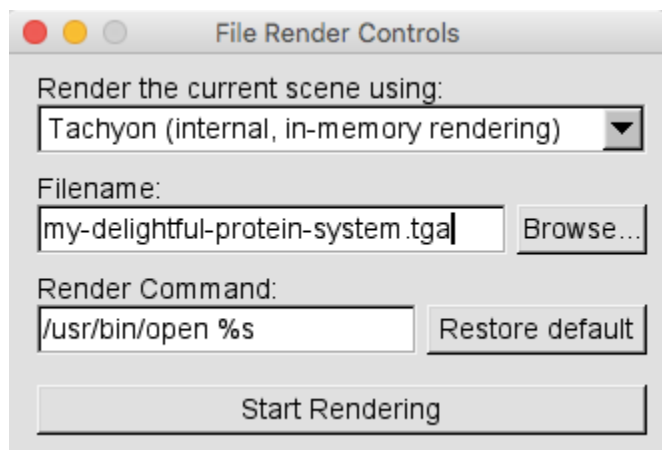 File Render Controls
Render the current scene using:
Tachyon (internal, in-memory rendering)
Filename:
my-delightful-protein-system.tga
Browse...
Render Command:
/usr/bin/open %s
Restore default
Start Rendering